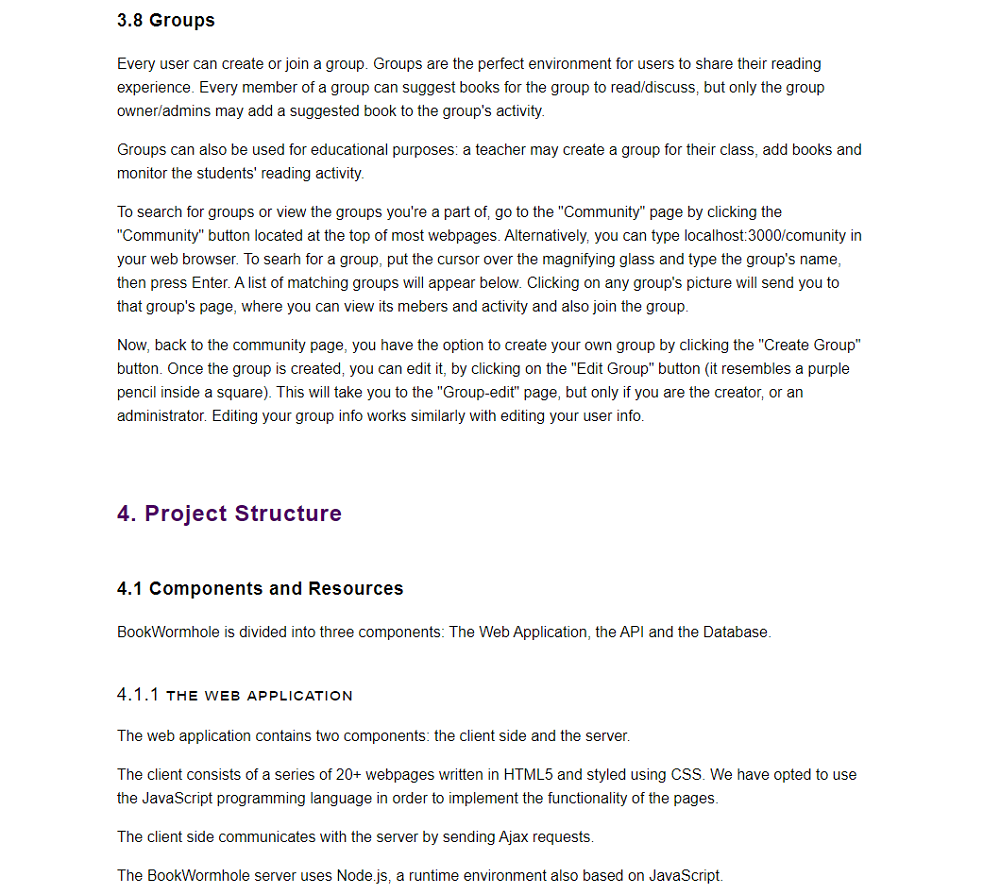 3.8 Groups
Every user can create or join a group. Groups are the perfect environment for users to share their reading
experience. Every member of a group can suggest books for the group to read/discuss, but only the group
owner/admins may add a suggested book to the group's activity.
Groups can also be used for educational purposes: a teacher may create a group for their class, add books and
monitor the students' reading activity.
To search for groups or view the groups you're a part of, go to the "Community" page by clicking the
"Community" button located at the top of most webpages. Alternatively, you can type localhost:3000/comunity in
your web browser. To searh for a group, put the cursor over the magnifying glass and type the group's name,
then press Enter. A list of matching groups will appear below. Clicking on any group's picture will send you to
that group's page, where you can view its mebers and activity and also join the group.
Now, back to the community page, you have the option to create your own group by clicking the "Create Group"
button. Once the group is created, you can edit it, by clicking on the "Edit Group" button (it resembles a purple
pencil inside a square). This will take you to the "Group-edit" page, but only if you are the creator, or an
administrator. Editing your group info works similarly with editing your user info.
4. Project Structure
4.1 Components and Resources
BookWormhole is divided into three components: The Web Application, the API and the Database.
4.1.1 THE WEB APPLICATION
The web application contains two components: the client side and the server.
The client consists of a series of 20+ webpages written in HTML5 and styled using CSS. We have opted to use
the JavaScript programming language in order to implement the functionality of the pages.
The client side communicates with the server by sending Ajax requests.
The BookWormhole server uses Node.js, a runtime environment also based on JavaScript.